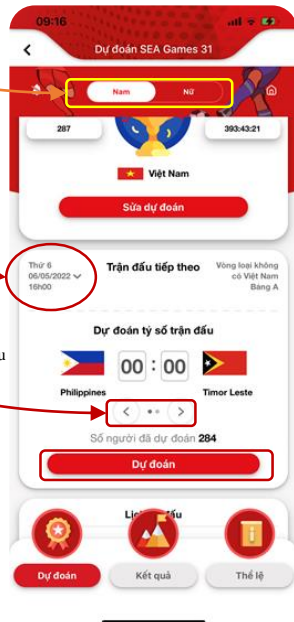 09:16
Dự đoán SEA Games 31
Nam Nữ
287 393:43:21
Việt Nam
Sửa dự đoán
Thứ 6
06/05/2022
16h00
Trận đấu tiếp theo
Vòng loại không
có Việt Nam
Bảng A
Dự đoán tỷ số trận đấu
00 : 00
Philippines Timor Leste
Số người đã dự đoán 284
Dự đoán
Dự đoán Kết quả Thể lệ